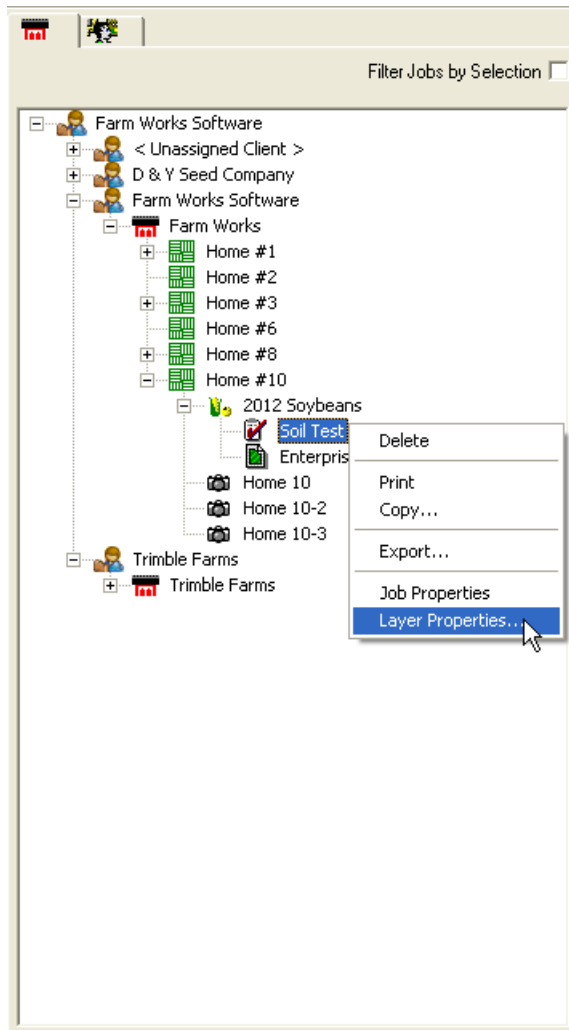 Filter Jobs by Selection
Farm Works Software
< Unassigned Client >
D & Y Seed Company
Farm Works Software
Farm Works
Home #1
Home #2
Home #3
Home #6
Home #8
Home #10
2012 Soybeans
Soil Test
Enterpris
Home 10
Home 10-2
Home 10-3
Trimble Farms
Trimble Farms
Delete
Print
Copy...
Export...
Job Properties
Layer Properties...